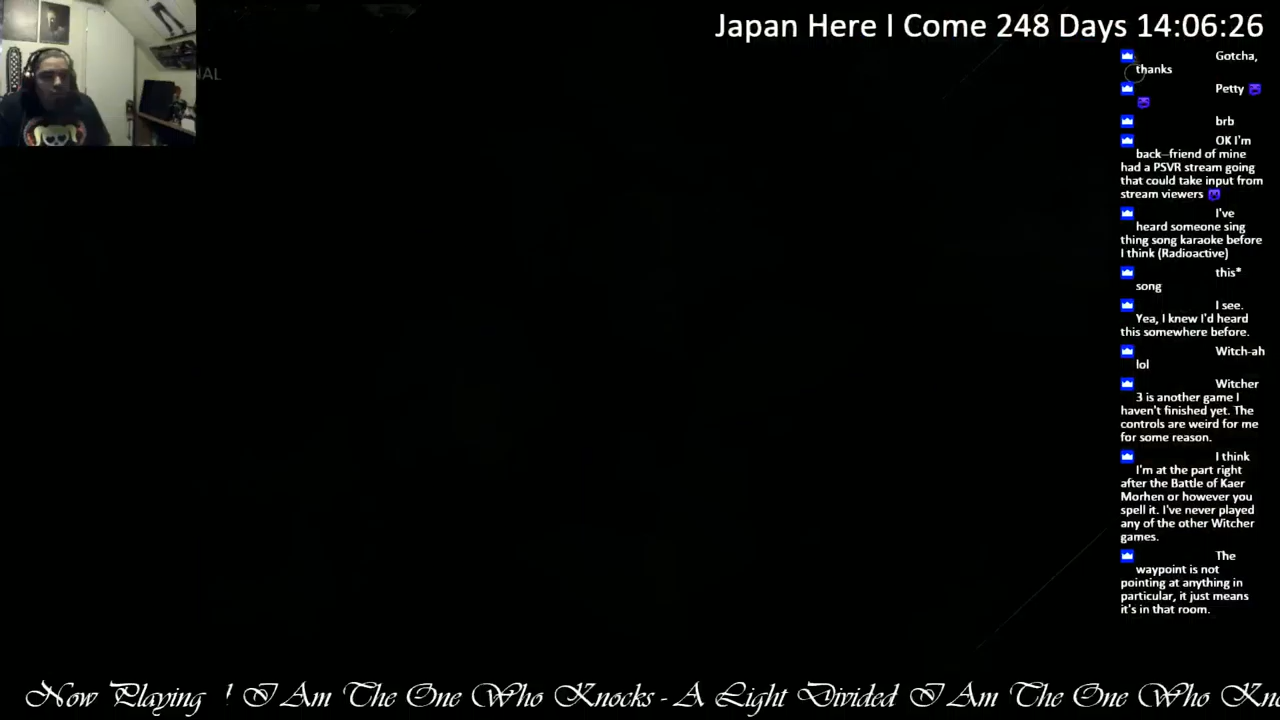 Japan Here I Come 248 Days 14:06:26
NAL
Gotcha,
thanks
Petty
brb
OK I'm
back--friend of mine
had a PSVR stream going
that could take input from
stream viewers
I've
heard someone sing
thing song karaoke before
I think (Radioactive)
this*
song
I see.
Yea, I knew I'd heard
this somewhere before.
Witch-ah
lol
Witcher
3 is another game I
haven't finished yet. The
controls are weird for me
for some reason.
I think
I'm at the part right
after the Battle of Kaer
Morhen or however you
spell it. I've never played
any of the other Witcher
games.
The
waypoint is not
pointing at anything in
particular, it just means
it's in that room.
Now Playing ! I Am The One Who Knocks - A Light Divided I Am The One Who Kno